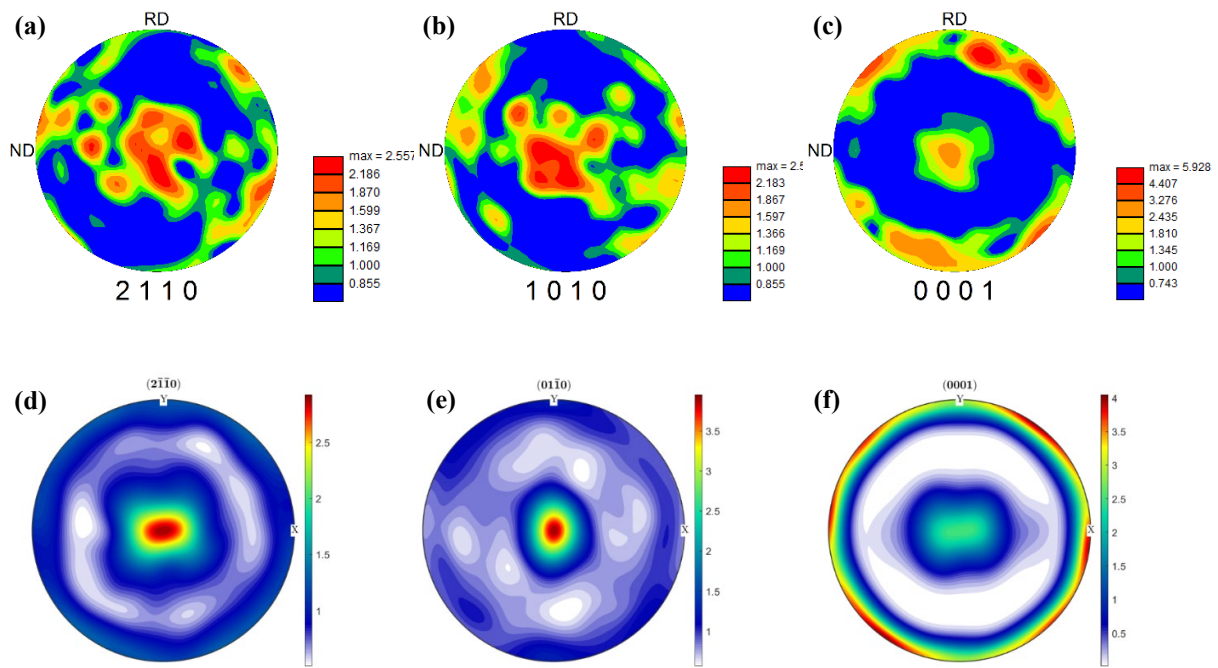 (a)
RD
ND
2 1 1 0
max = 2.557
2.186
1.870
1.599
1.367
1.169
1.000
0.855
(b)
RD
ND
1 0 1 0
max = 2.5
2.183
1.867
1.597
1.366
1.169
1.000
0.855
(c)
RD
ND
0 0 0 1
max = 5.928
4.407
3.276
2.435
1.810
1.345
1.000
0.743
(d)
(21̄1̄0)
Y
X
2.5
2
1.5
1
(e)
(011̄0)
Y
X
3.5
3
2.5
2
1.5
1
(f)
(0001)
Y
X
4
3.5
3
2.5
2
1.5
1
0.5